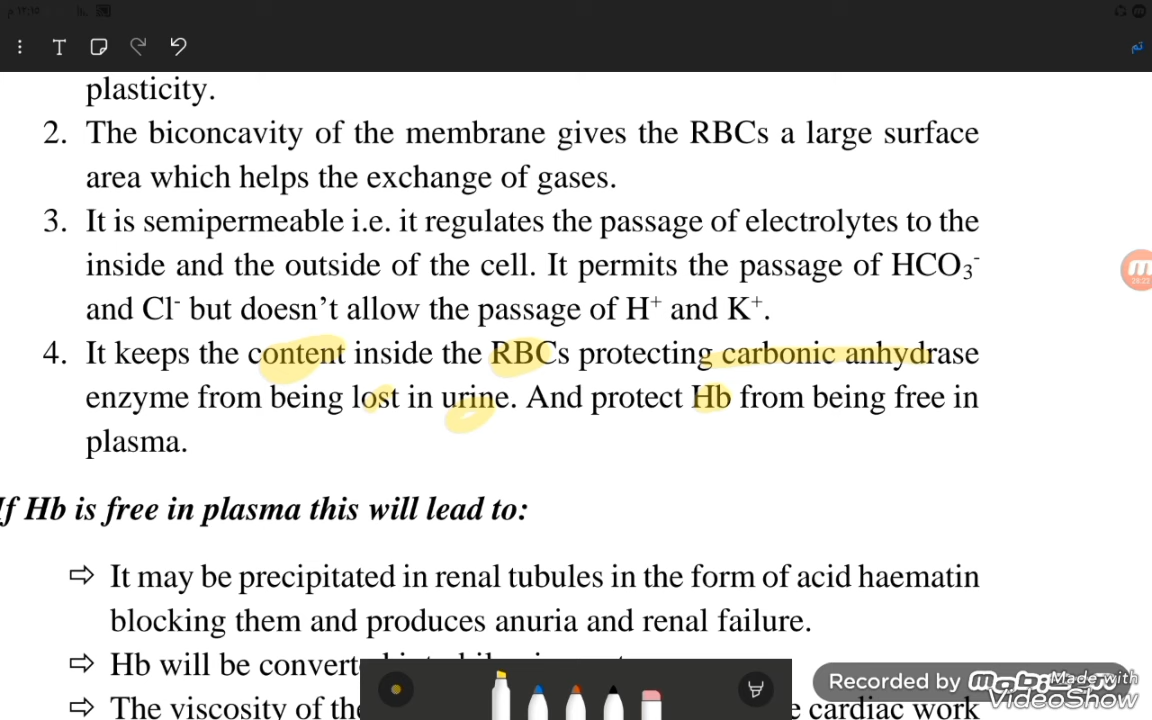 م ١٢:١٥
T
تم
plasticity.
2. The biconcavity of the membrane gives the RBCs a large surface
area which helps the exchange of gases.
3. It is semipermeable i.e. it regulates the passage of electrolytes to the
inside and the outside of the cell. It permits the passage of HCO₃⁻
and Cl⁻ but doesn’t allow the passage of H⁺ and K⁺.
4. It keeps the content inside the RBCs protecting carbonic anhydrase
enzyme from being lost in urine. And protect Hb from being free in
plasma.
If Hb is free in plasma this will lead to:
⇨ It may be precipitated in renal tubules in the form of acid haematin
blocking them and produces anuria and renal failure.
⇨ Hb will be
⇨ The viscosity of the cardiac work
Recorded by
Made with
VideoShow